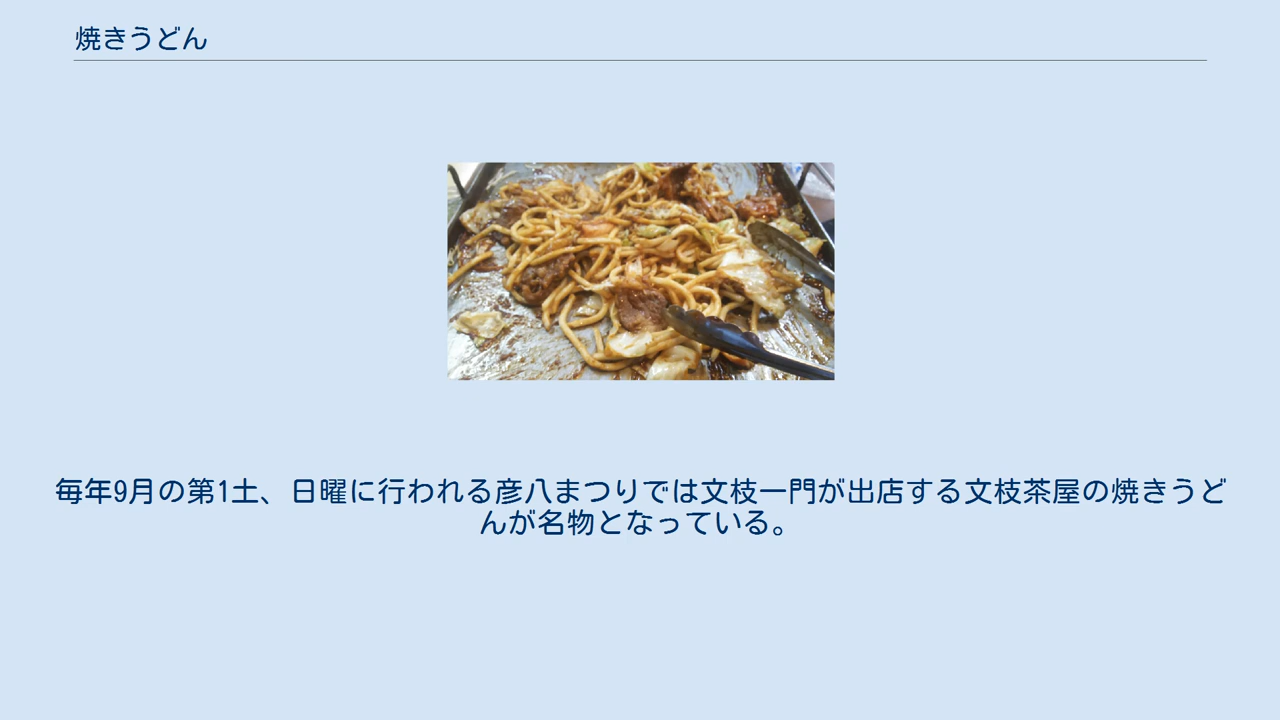 焼きうどん
毎年9月の第1土、日曜に行われる彦八まつりでは文枝一門が出店する文枝茶屋の焼きうど
んが名物となっている。